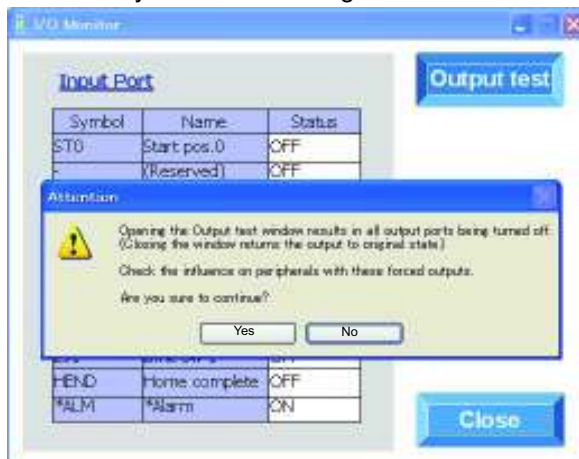 I/O Monitor
Input Port
Output test
Symbol Name Status
ST0 Start pos.0 OFF
- (Reserved) OFF
Attention
Opening the Output test window results in all output ports being turned off.
(Closing the window returns the output to original state.)
Check the influence on peripherals with these forced outputs.
Are you sure to continue?
Yes No
HEND Home complete OFF
*ALM *Alarm ON
Close